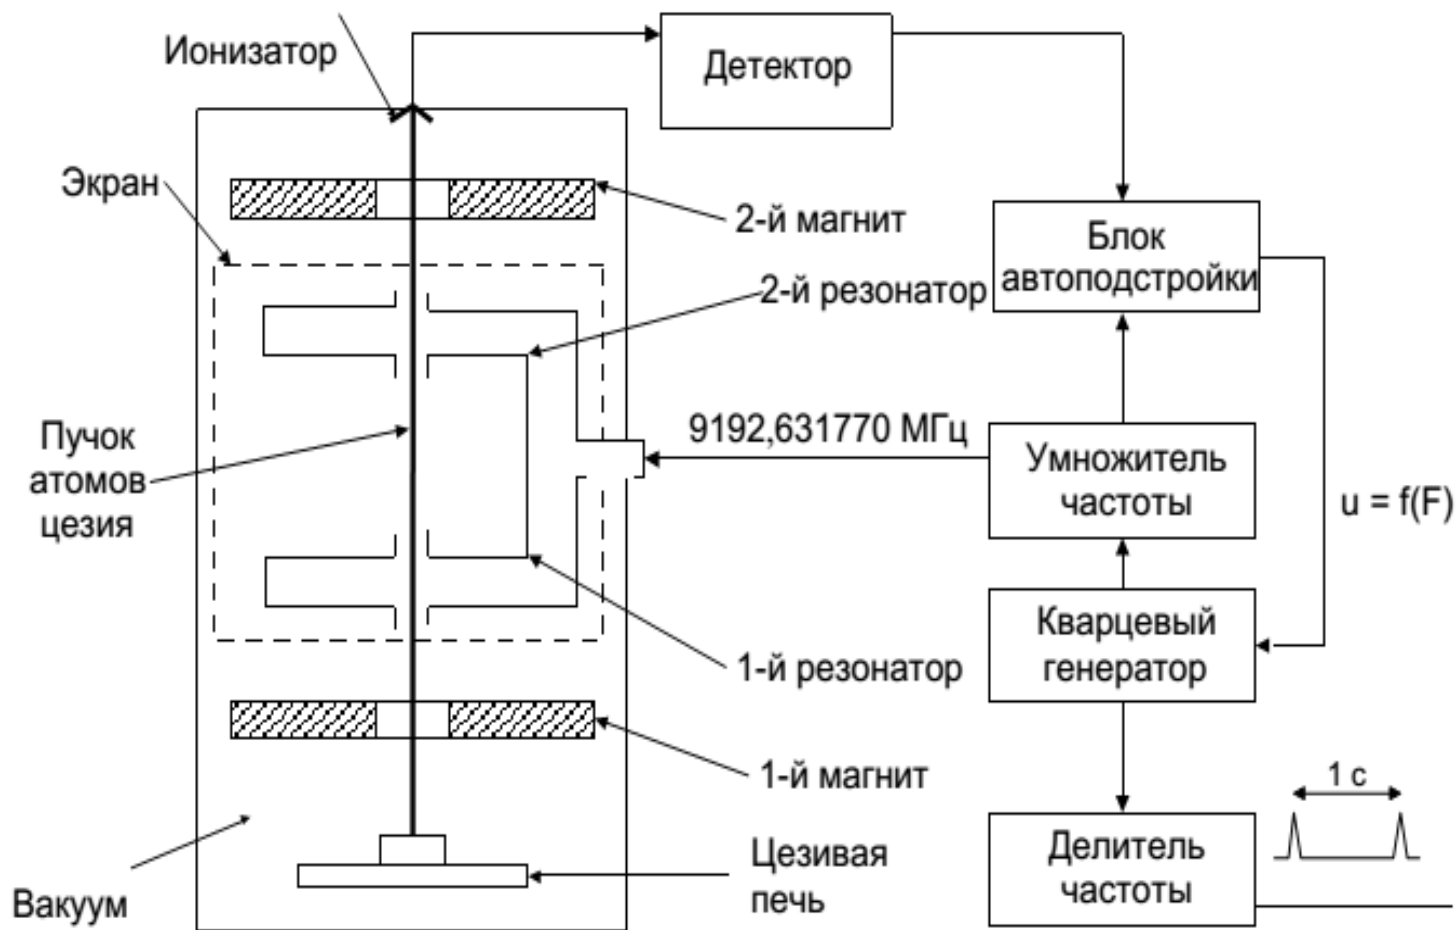 Ионизатор
Детектор
Экран
2-й магнит
Блок
автоподстройки
2-й резонатор
9192,631770 МГц
Пучок
атомов
цезия
Умножитель
частоты
u = f(F)
Кварцевый
генератор
1-й резонатор
1-й магнит
1 с
Цезивая
печь
Делитель
частоты
Вакуум